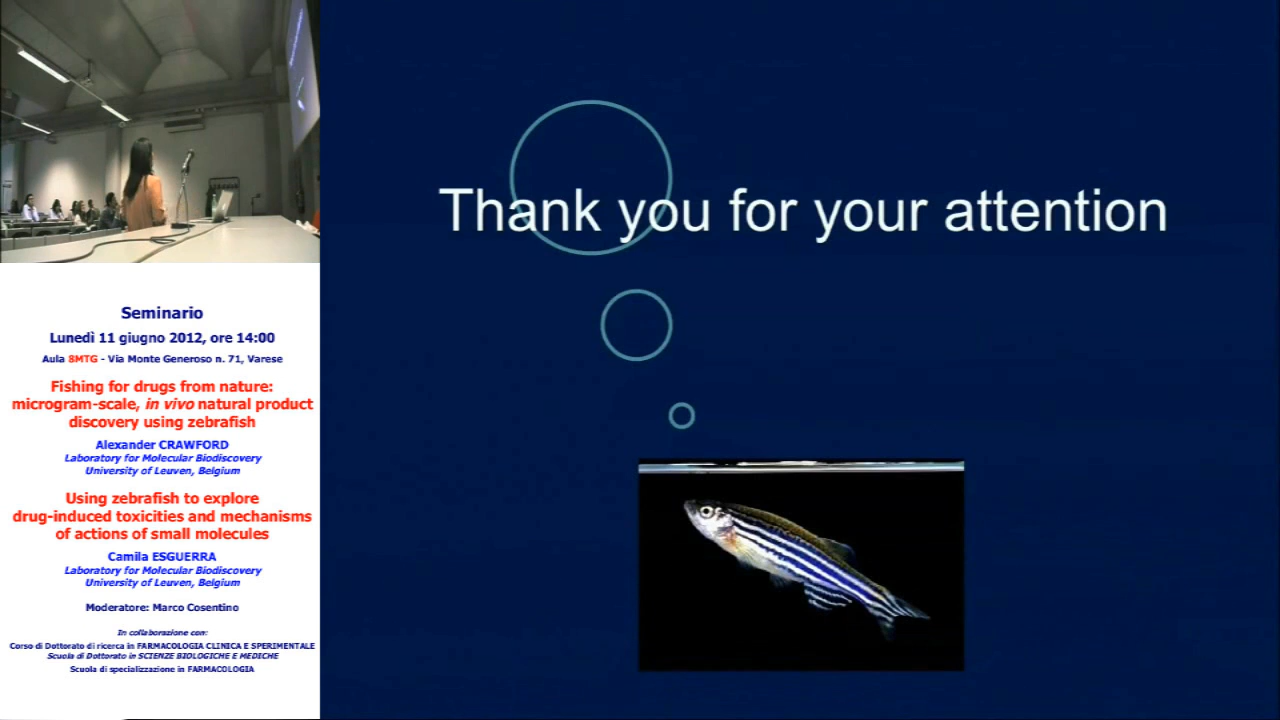 Seminario
Lunedì 11 giugno 2012, ore 14:00
Aula 8MTG - Via Monte Generoso n. 71, Varese
Fishing for drugs from nature:
microgram-scale, in vivo natural product
discovery using zebrafish
Alexander CRAWFORD
Laboratory for Molecular Biodiscovery
University of Leuven, Belgium
Using zebrafish to explore
drug-induced toxicities and mechanisms
of actions of small molecules
Camila ESGUERRA
Laboratory for Molecular Biodiscovery
University of Leuven, Belgium
Moderatore: Marco Cosentino
In collaborazione con:
Corso di Dottorato di ricerca in FARMACOLOGIA CLINICA E SPERIMENTALE
Scuola di Dottorato in SCIENZE BIOLOGICHE E MEDICHE
Scuola di specializzazione in FARMACOLOGIA
Thank you for your attention